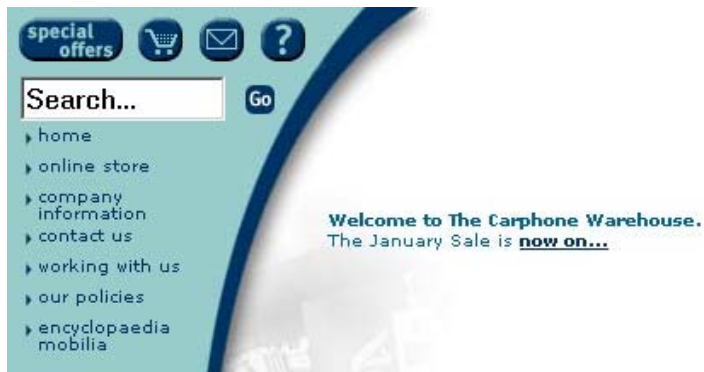 special
offers
?
Search...
Go
home
online store
company
information
contact us
working with us
our policies
encyclopaedia
mobilia
Welcome to The Carphone Warehouse.
The January Sale is now on...